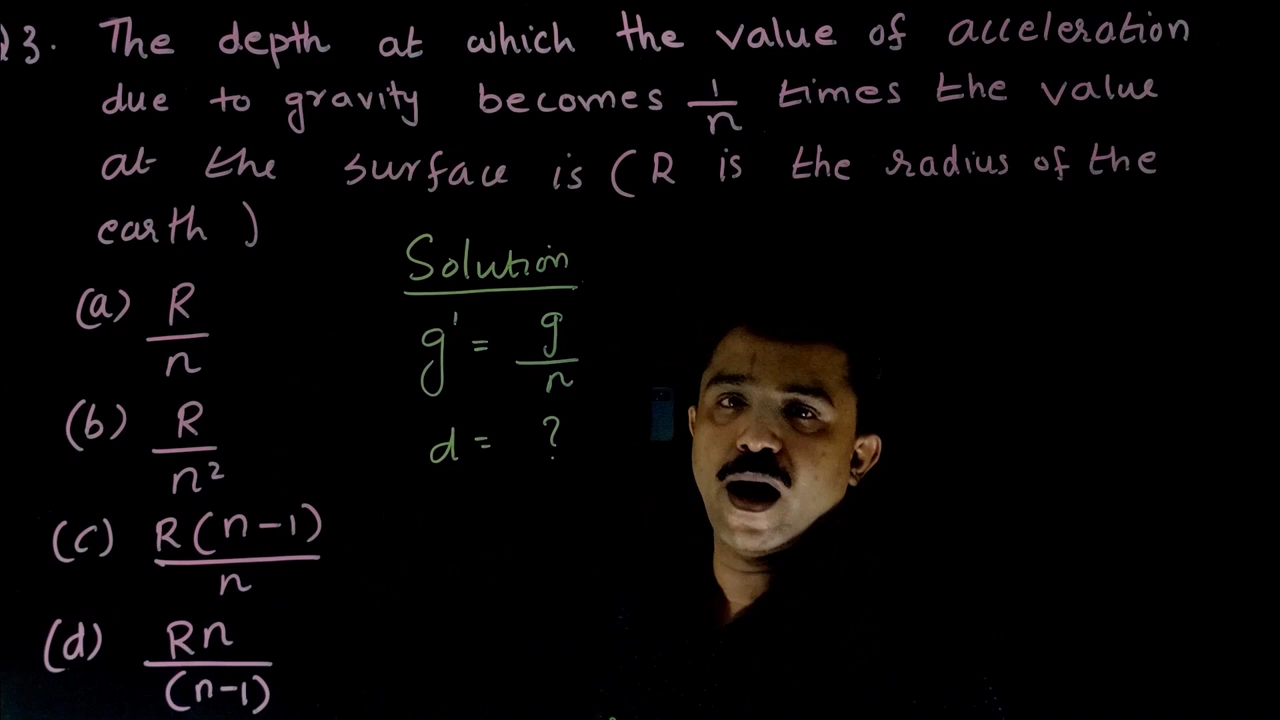 3. The depth at which the value of acceleration
due to gravity becomes 1/n times the value
at the surface is (R is the radius of the
earth)
Solution
(a) R/n
g' = g/n
(b) R/n²
d = ?
(c) R(n-1)/n
(d) Rn/(n-1)